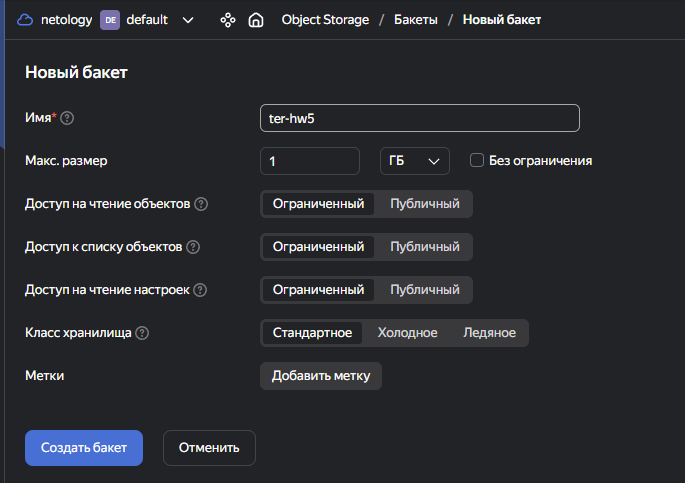 netology DE default Object Storage / Бакеты / Новый бакет
Новый бакет
Имя* ter-hw5
Макс. размер 1 ГБ Без ограничения
Доступ на чтение объектов Ограниченный Публичный
Доступ к списку объектов Ограниченный Публичный
Доступ на чтение настроек Ограниченный Публичный
Класс хранилища Стандартное Холодное Ледяное
Метки Добавить метку
Создать бакет Отменить